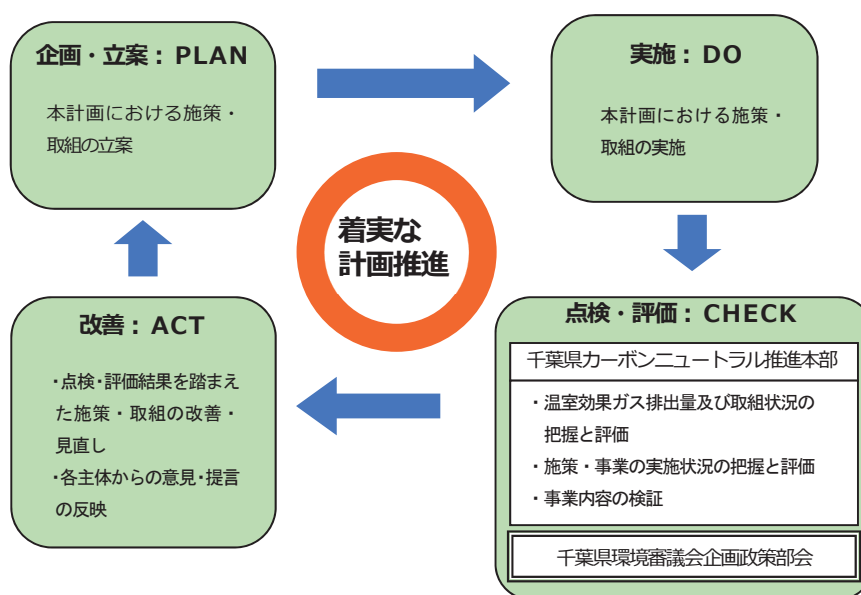 企画・立案：PLAN
本計画における施策・
取組の立案
実施：DO
本計画における施策・
取組の実施
着実な
計画推進
点検・評価：CHECK
千葉県カーボンニュートラル推進本部
・温室効果ガス排出量及び取組状況の
把握と評価
・施策・事業の実施状況の把握と評価
・事業内容の検証
千葉県環境審議会企画政策部会
改善：ACT
・点検・評価結果を踏まえ
た施策・取組の改善・
見直し
・各主体からの意見・提言
の反映